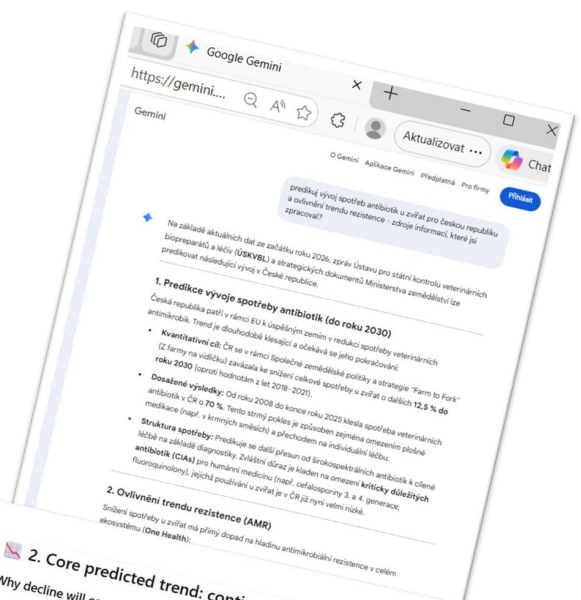 Google Gemini
https://gemini....
Aktualizovat ...
Chat
Gemini
O Gemini Aplikace Gemini Předplatná Pro firmy
Přihlásit
predikuj vývoj spotřeb antibiotik u zvířat pro českou republiku
a ovlivnění trendu rezistence - zdroje informací, které jsi
zpracoval?
Na základě aktuálních dat ze začátku roku 2026, zpráv Ústavu pro státní kontrolu veterinárních
biopreparátů a léčiv (ÚSKVBL) a strategických dokumentů Ministerstva zemědělství lze
predikovat následující vývoj v České republice.
1. Predikce vývoje spotřeby antibiotik (do roku 2030)
Česká republika patří v rámci EU k úspěšným zemím v redukci spotřeby veterinárních
antimikrobik. Trend je dlouhodobě klesající a očekává se jeho pokračování:
• Kvantitativní cíl: ČR se v rámci Společné zemědělské politiky a strategie "Farm to Fork"
(Z farmy na vidličku) zavázala ke snížení celkové spotřeby u zvířat o dalších 12,5 % do
roku 2030 (oproti hodnotám z let 2018–2021).
• Dosažené výsledky: Od roku 2008 do konce roku 2025 klesla spotřeba veterinárních
antibiotik v ČR o 70 %. Tento strmý pokles je způsoben zejména omezením plošné
medikace (např. v krmných směsích) a přechodem na individuální léčbu.
• Struktura spotřeby: Predikuje se další přesun od širokospektrálních antibiotik k cílené
léčbě na základě diagnostiky. Zvláštní důraz je kladen na omezení kriticky důležitých
antibiotik (CIAs) pro humánní medicínu (např. cefalosporiny 3. a 4. generace,
fluorochinolony), jejichž používání u zvířat je v ČR již nyní velmi nízké.
2. Ovlivnění trendu rezistence (AMR)
Snížení spotřeby u zvířat má přímý dopad na hladinu antimikrobiální rezistence v celém
ekosystému (One Health):
2. Core predicted trend:
Why decline will